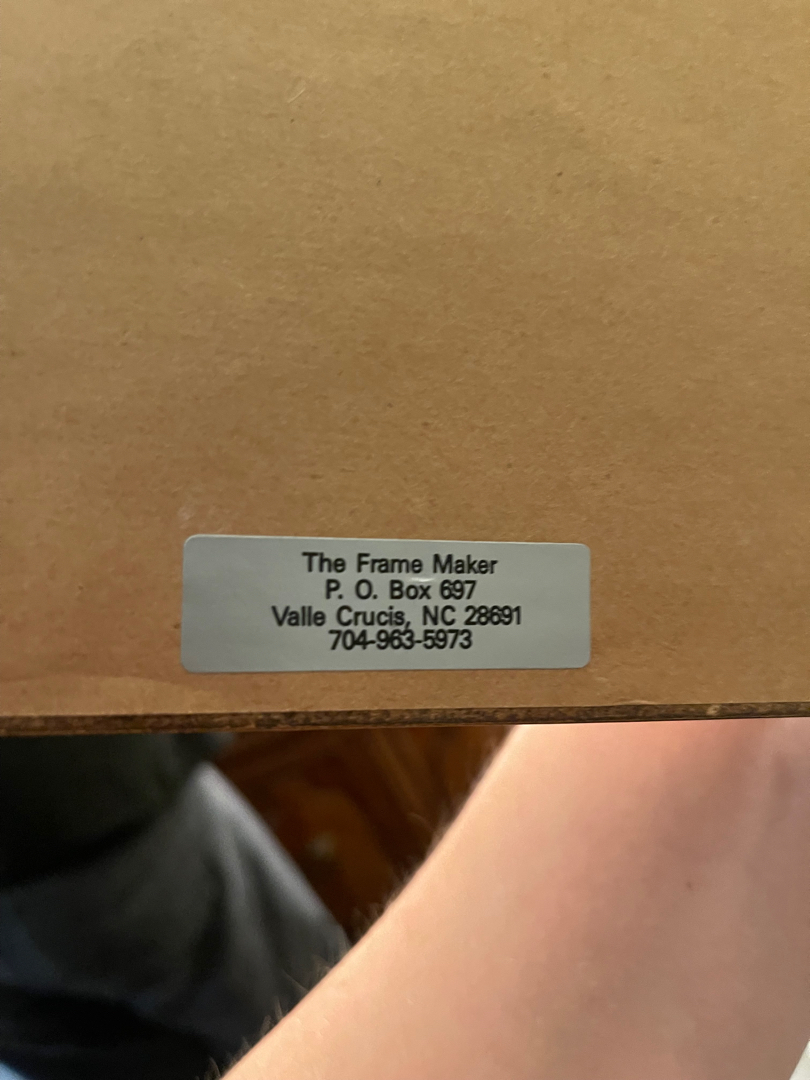 The Frame Maker
P. O. Box 697
Valle Crucis, NC 28691
704-963-5973